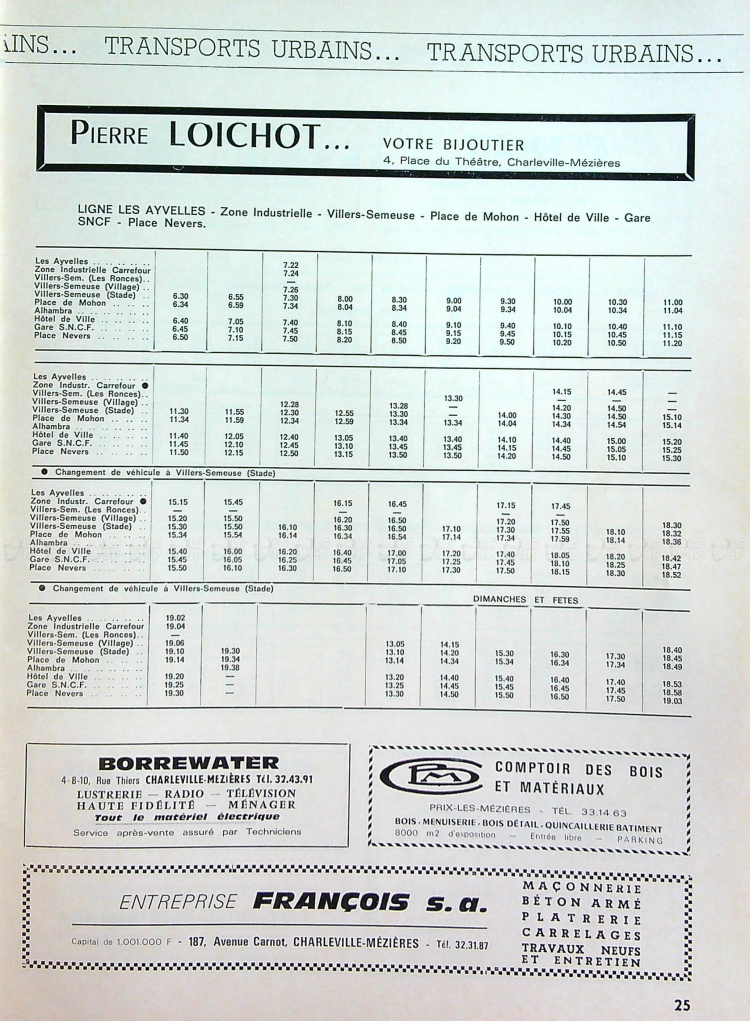 AINS... TRANSPORTS URBAINS... TRANSPORTS URBAINS...
PIERRE LOICHOT... VOTRE BIJOUTIER
4, Place du Théâtre, Charleville-Mézières
LIGNE LES AYVELLES - Zone Industrielle - Villers-Semeuse - Place de Mohon - Hôtel de Ville - Gare
SNCF - Place Nevers.
Les Ayvelles . . . . . . . . 7.22
Zone Industrielle Carrefour 7.24
Villers-Sem. (Les Ronces). . —
Villers-Semeuse (Village) . . 7.26
Villers-Semeuse (Stade) . . 6.30 6.55 7.30 8.00 8.30 9.00 9.30 10.00 10.30 11.00
Place de Mohon . . . . . 6.34 6.59 7.34 8.04 8.34 9.04 9.34 10.04 10.34 11.04
Alhambra . . . . . . . . .
Hôtel de Ville . . . . . . 6.40 7.05 7.40 8.10 8.40 9.10 9.40 10.10 10.40 11.10
Gare S.N.C.F. . . . . . . 6.45 7.10 7.45 8.15 8.45 9.15 9.45 10.15 10.45 11.15
Place Nevers . . . . . . . 6.50 7.15 7.50 8.20 8.50 9.20 9.50 10.20 10.50 11.20
Les Ayvelles . . . . . . . .
Zone Industr. Carrefour ● 14.15 14.45 —
Villers-Sem. (Les Ronces). . 13.30 — — —
Villers-Semeuse (Village) . . 12.28 13.28 — 14.20 14.50 —
Villers-Semeuse (Stade) . . 11.30 11.55 12.30 12.55 13.30 — 14.00 14.30 14.50 15.10
Place de Mohon . . . . . 11.34 11.59 12.34 12.59 13.34 13.34 14.04 14.34 14.54 15.14
Alhambra . . . . . . . . .
Hôtel de Ville . . . . . . 11.40 12.05 12.40 13.05 13.40 13.40 14.10 14.40 15.00 15.20
Gare S.N.C.F. . . . . . . 11.45 12.10 12.45 13.10 13.45 13.45 14.15 14.45 15.05 15.25
Place Nevers . . . . . . . 11.50 12.15 12.50 13.15 13.50 13.50 14.20 14.50 15.10 15.30
● Changement de véhicule à Villers-Semeuse (Stade)
Les Ayvelles . . . . . . . .
Zone Industr. Carrefour ● 15.15 15.45 16.15 16.45 17.15 17.45
Villers-Sem. (Les Ronces) . . — — — — — —
Villers-Semeuse (Village) . . 15.20 15.50 16.20 16.50 17.20 17.50
Villers-Semeuse (Stade) . . 15.30 15.50 16.10 16.30 16.50 17.10 17.30 17.55 18.10 18.30
Place de Mohon . . . . . 15.34 15.54 16.14 16.34 16.54 17.14 17.34 17.59 18.14 18.32
Alhambra . . . . . . . . . 18.36
Hôtel de Ville . . . . . . 15.40 16.00 16.20 16.40 17.00 17.20 17.40 18.05 18.20 18.42
Gare S.N.C.F. . . . . . . 15.45 16.05 16.25 16.45 17.05 17.25 17.45 18.10 18.25 18.47
Place Nevers . . . . . . . 15.50 16.10 16.30 16.50 17.10 17.30 17.50 18.15 18.30 18.52
● Changement de véhicule à Villers-Semeuse (Stade)
DIMANCHES ET FETES
Les Ayvelles . . . . . . . . 19.02
Zone Industrielle Carrefour 19.04
Villers-Sem. (Les Ronces). . —
Villers-Semeuse (Village) . . 19.06 13.05 14.15
Villers-Semeuse (Stade) . . 19.10 19.30 13.10 14.20 15.30 16.30 17.30 18.40
Place de Mohon . . . . . 19.14 19.34 13.14 14.34 15.34 16.34 17.34 18.45
Alhambra . . . . . . . . . 19.38 18.49
Hôtel de Ville . . . . . . 19.20 — 13.20 14.40 15.40 16.40 17.40 18.53
Gare S.N.C.F. . . . . . . 19.25 — 13.25 14.45 15.45 16.45 17.45 18.58
Place Nevers . . . . . . . 19.30 — 13.30 14.50 15.50 16.50 17.50 19.03
BORREWATER
4-8-10, Rue Thiers CHARLEVILLE-MEZIÈRES Tél. 32.43.91
LUSTRERIE — RADIO — TÉLÉVISION
HAUTE FIDÉLITÉ — MÉNAGER
Tout le matériel électrique
Service après-vente assuré par Techniciens
CPM
COMPTOIR DES BOIS
ET MATÉRIAUX
PRIX-LES-MÉZIÈRES - TÉL. 33.14.63
BOIS - MENUISERIE - BOIS DÉTAIL - QUINCAILLERIE BATIMENT
8000 m2 d'exposition — Entrée libre — PARKING
ENTREPRISE FRANÇOIS s. a.
Capital de 1.001.000 F - 187, Avenue Carnot, CHARLEVILLE-MÉZIÈRES - Tél. 32.31.87
MAÇONNERIE
BÉTON ARMÉ
PLATRERIE
CARRELAGES
TRAVAUX NEUFS
ET ENTRETIEN
25